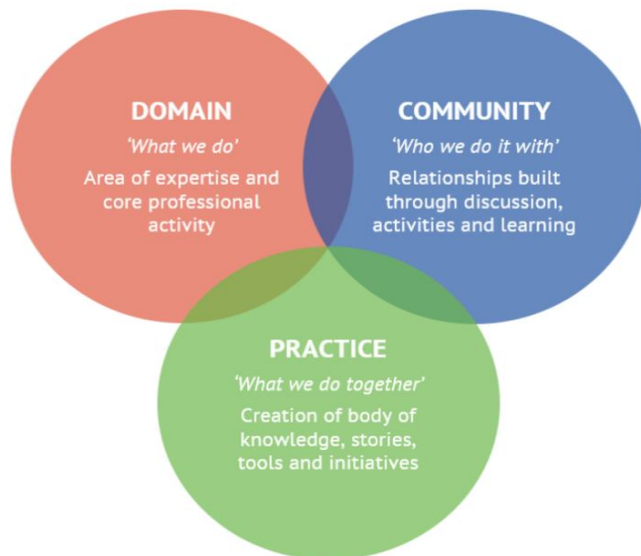 DOMAIN
‘What we do’
Area of expertise and
core professional
activity
COMMUNITY
‘Who we do it with’
Relationships built
through discussion,
activities and learning
PRACTICE
‘What we do together’
Creation of body of
knowledge, stories,
tools and initiatives